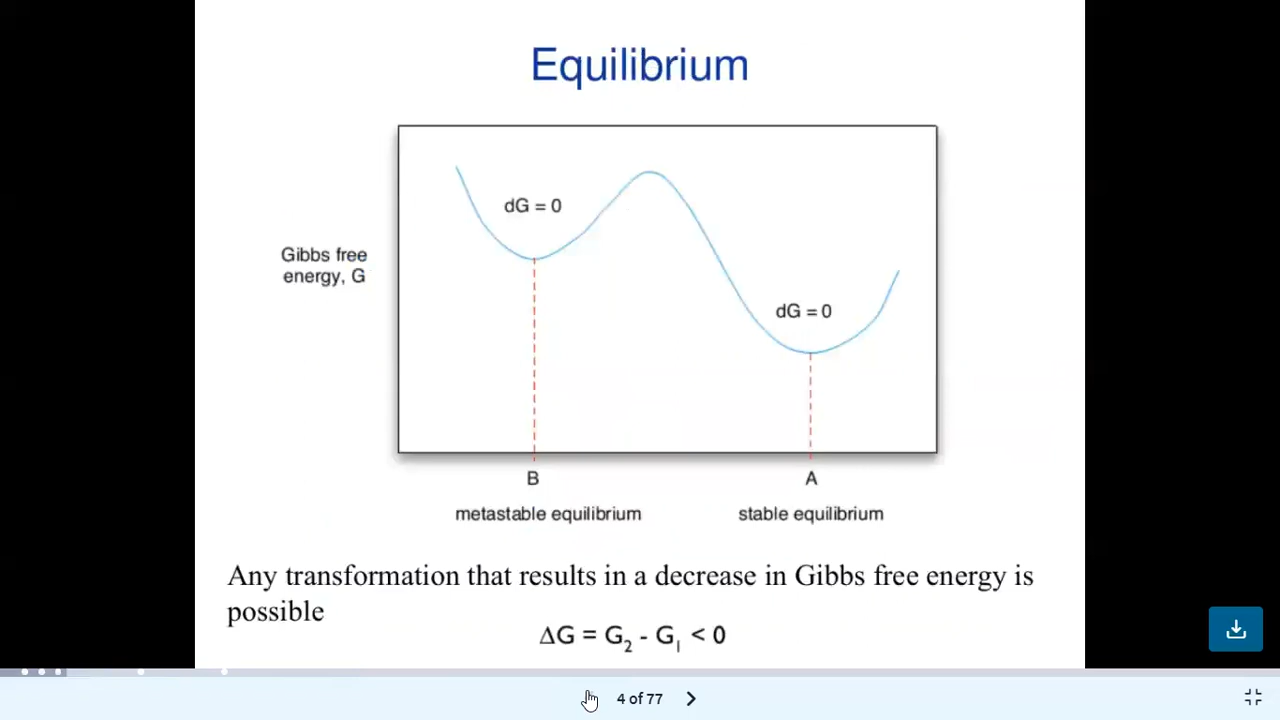 Equilibrium
dG = 0
Gibbs free
energy, G
dG = 0
B
A
metastable equilibrium
stable equilibrium
Any transformation that results in a decrease in Gibbs free energy is
possible
ΔG = G₂ - G₁ < 0
4 of 77